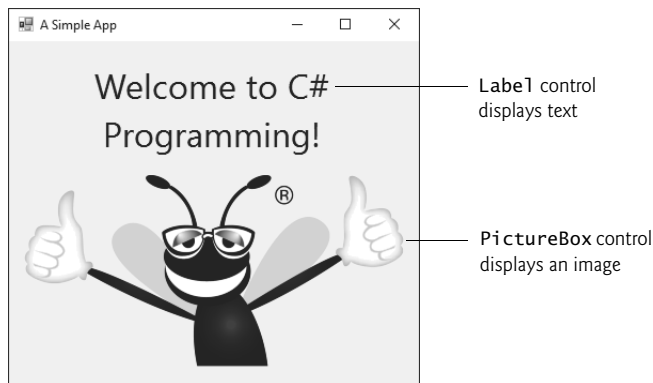 A Simple App
Welcome to C#
Programming!
®
Label control
displays text
PictureBox control
displays an image